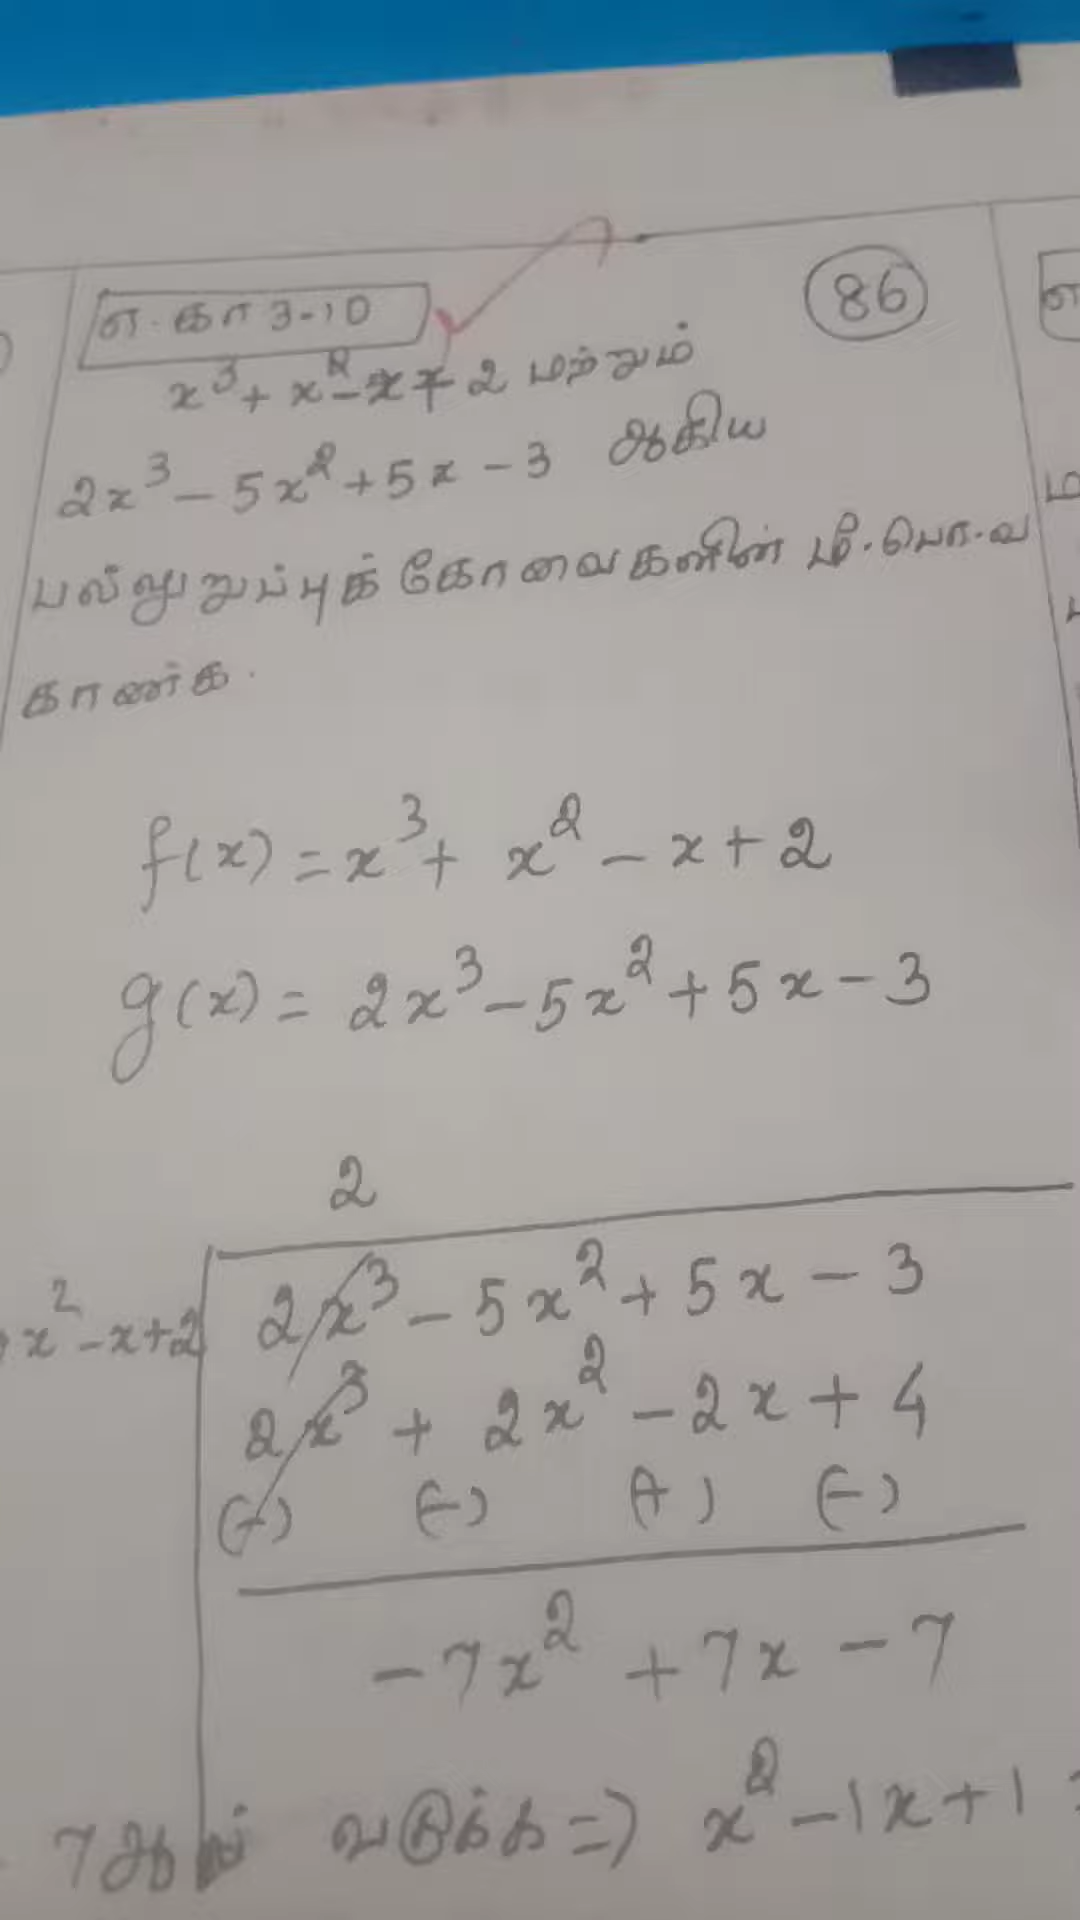 எ.கா 3-10
86
x³ + x² - x + 2 மற்றும்
2x³ - 5x² + 5x - 3 ஆகிய
பல்லுறுப்புக் கோவைகளின் மீ.பொ.வ
காண்க.
f(x) = x³ + x² - x + 2
g(x) = 2x³ - 5x² + 5x - 3
2
x² - x + 2
2x³ - 5x² + 5x - 3
2x³ + 2x² - 2x + 4
(-) (-) (+) (-)
-7x² + 7x - 7
- 7ஆல் வகுக்க => x² - 1x + 1